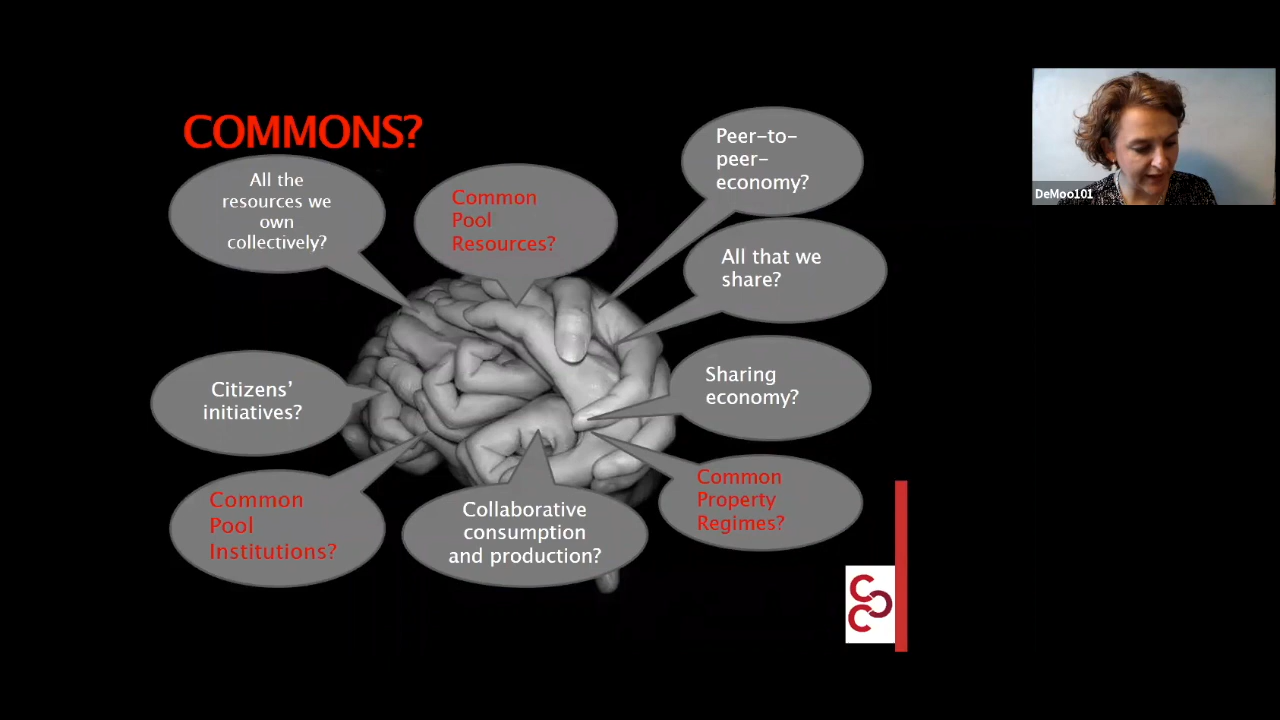 COMMONS?
All the
resources we
own
collectively?
Common
Pool
Resources?
Peer-to-
peer-
economy?
All that we
share?
Citizens’
initiatives?
Sharing
economy?
Common
Pool
Institutions?
Collaborative
consumption
and production?
Common
Property
Regimes?
DeMoo101